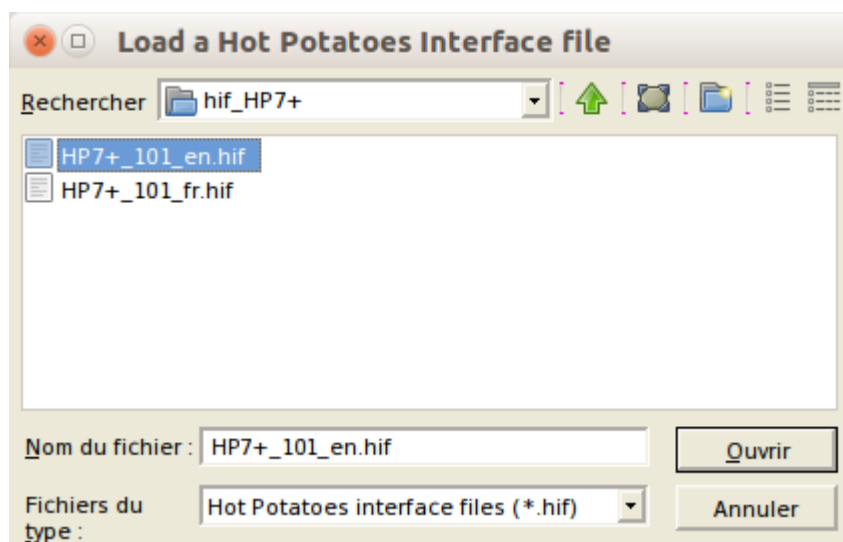 Load a Hot Potatoes Interface file
Rechercher hif_HP7+
HP7+_101_en.hif
HP7+_101_fr.hif
Nom du fichier : HP7+_101_en.hif Ouvrir
Fichiers du type : Hot Potatoes interface files (*.hif) Annuler